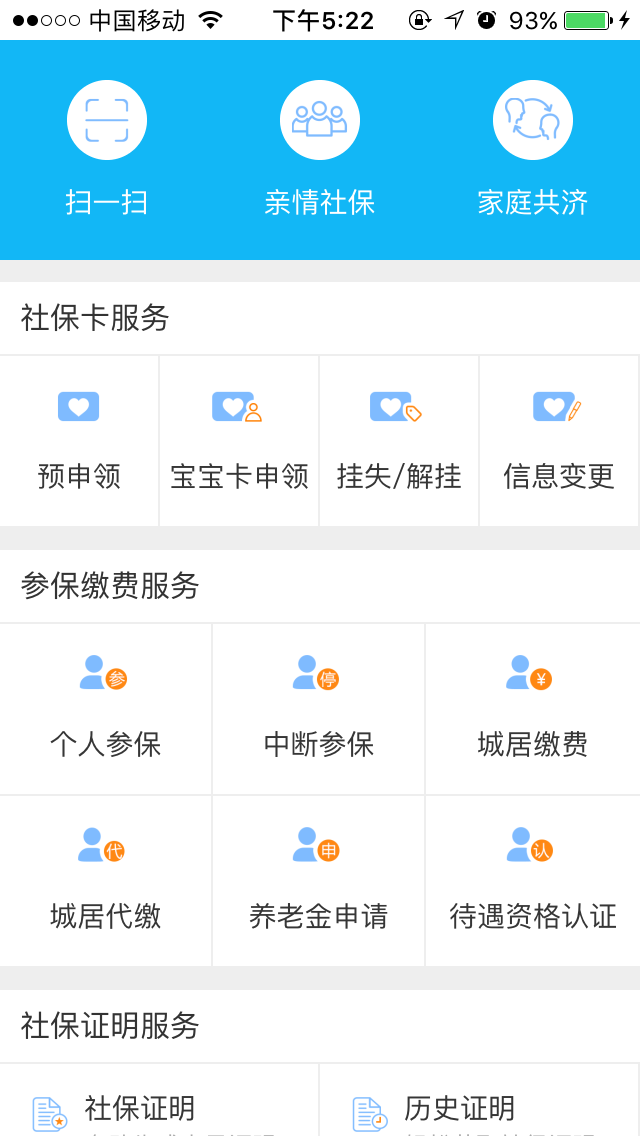 中国移动 下午5:22 93%
扫一扫 亲情社保 家庭共济
社保卡服务
预申领 宝宝卡申领 挂失/解挂 信息变更
参保缴费服务
参 停 ¥
个人参保 中断参保 城居缴费
代 申 认
城居代缴 养老金申请 待遇资格认证
社保证明服务
社保证明 历史证明